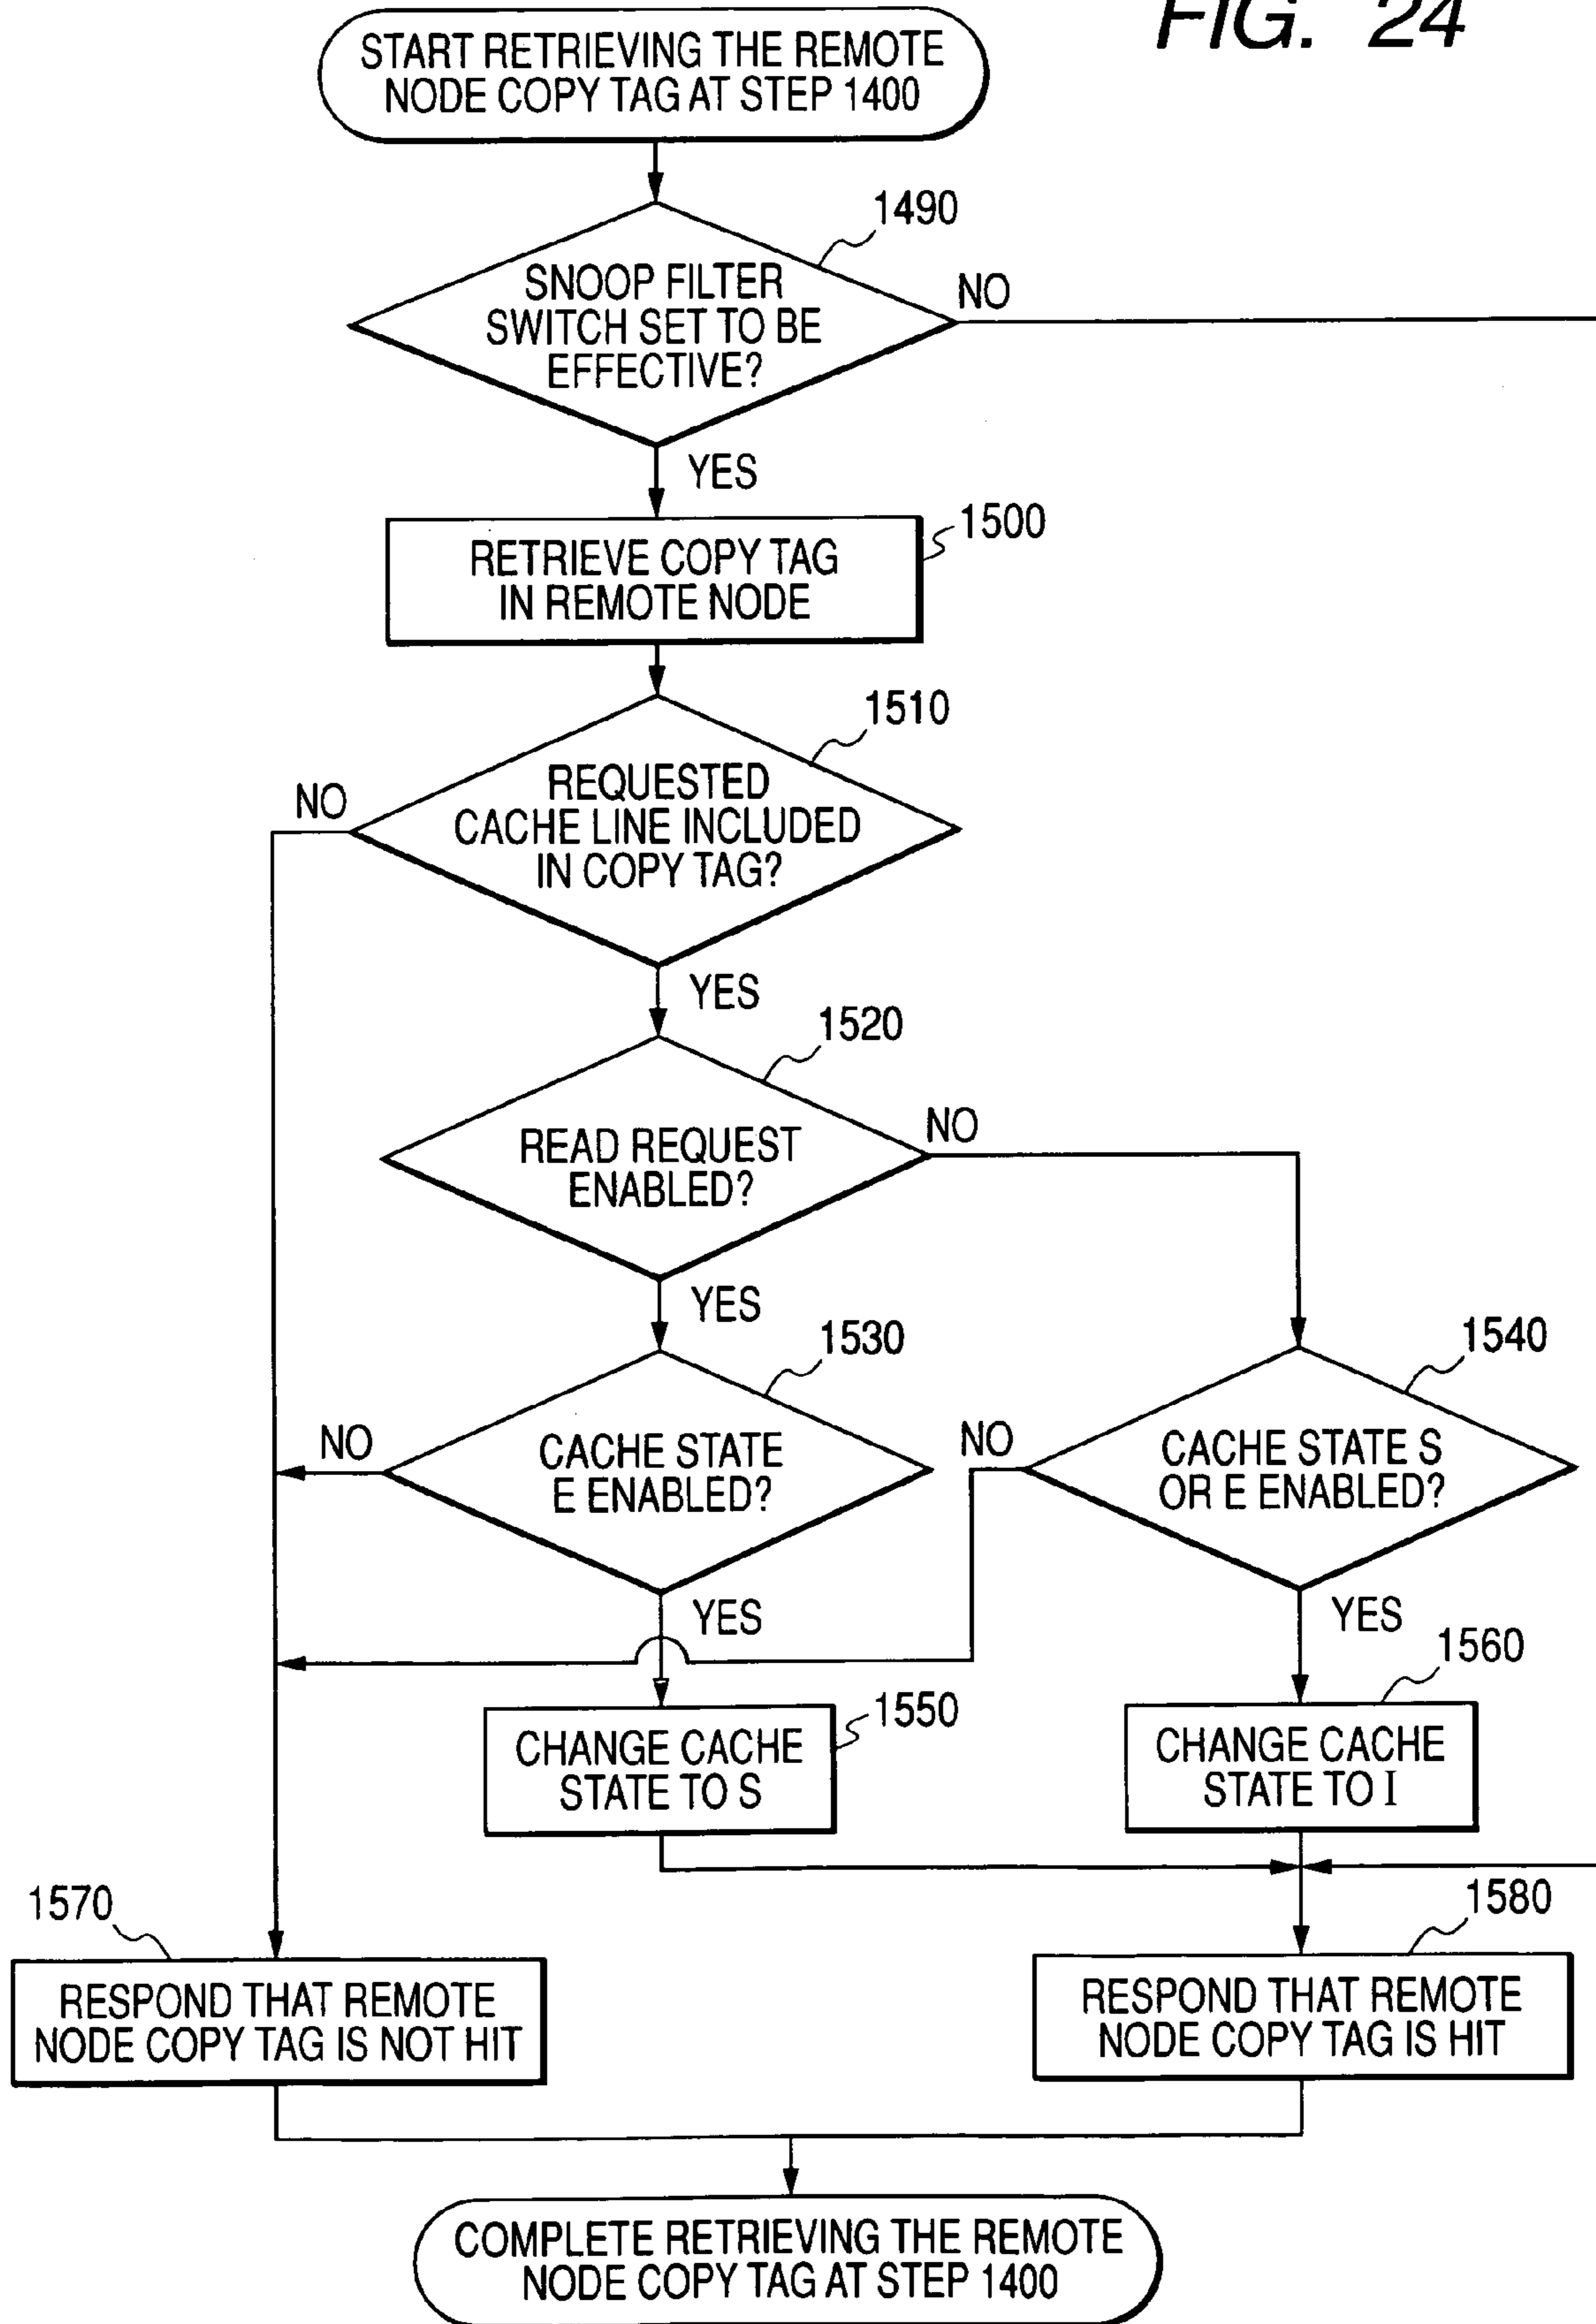 FIG. 24
START RETRIEVING THE REMOTE
NODE COPY TAG AT STEP 1400
1490
SNOOP FILTER
SWITCH SET TO BE
EFFECTIVE?
NO
YES
1500
RETRIEVE COPY TAG
IN REMOTE NODE
1510
REQUESTED
CACHE LINE INCLUDED
IN COPY TAG?
NO
YES
1520
READ REQUEST
ENABLED?
NO
YES
1530
CACHE STATE
E ENABLED?
NO
YES
1540
CACHE STATE S
OR E ENABLED?
NO
YES
1550
CHANGE CACHE
STATE TO S
1560
CHANGE CACHE
STATE TO I
1570
RESPOND THAT REMOTE
NODE COPY TAG IS NOT HIT
1580
RESPOND THAT REMOTE
NODE COPY TAG IS HIT
COMPLETE RETRIEVING THE REMOTE
NODE COPY TAG AT STEP 1400